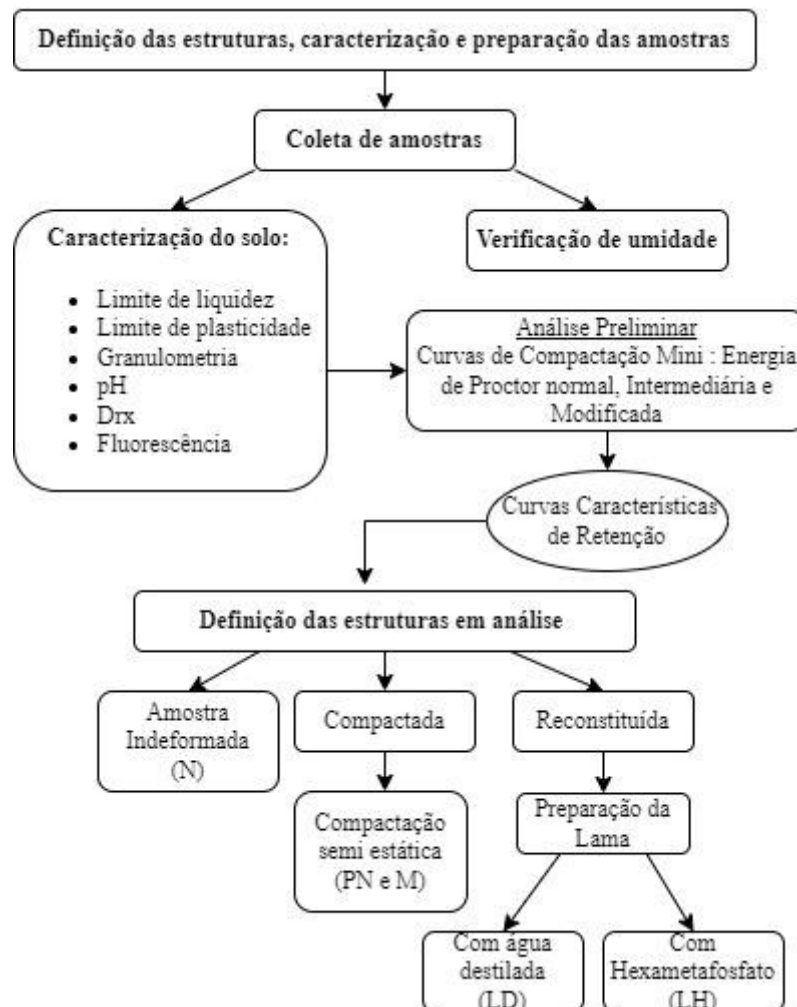 Definição das estruturas, caracterização e preparação das amostras
Coleta de amostras
Caracterização do solo:
• Limite de liquidez
• Limite de plasticidade
• Granulometria
• pH
• Drx
• Fluorescência
Verificação de umidade
Análise Preliminar
Curvas de Compactação Mini : Energia
de Proctor normal, Intermediária e
Modificada
Curvas Características
de Retenção
Definição das estruturas em análise
Amostra
Indeformada
(N)
Compactada
Reconstituída
Compactação
semi estática
(PN e M)
Preparação da
Lama
Com água
destilada
(LD)
Com
Hexametafosfato
(LH)